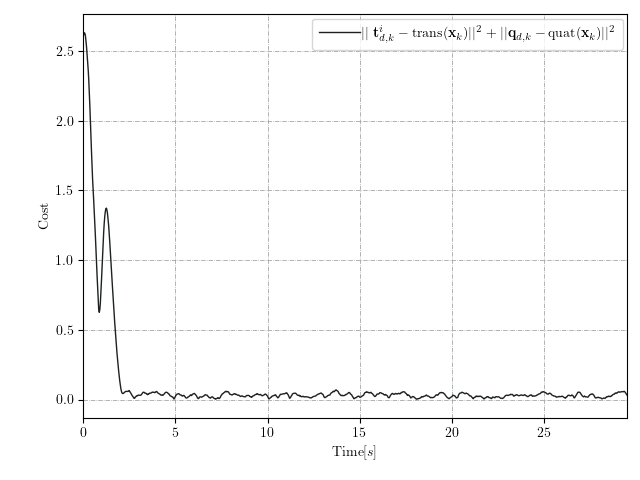 || t^i_{d,k} − trans(x_k)||^2 + ||q_{d,k} − quat(x_k)||^2
2.5
2.0
1.5
1.0
0.5
0.0
Cost
0 5 10 15 20 25
Time[s]